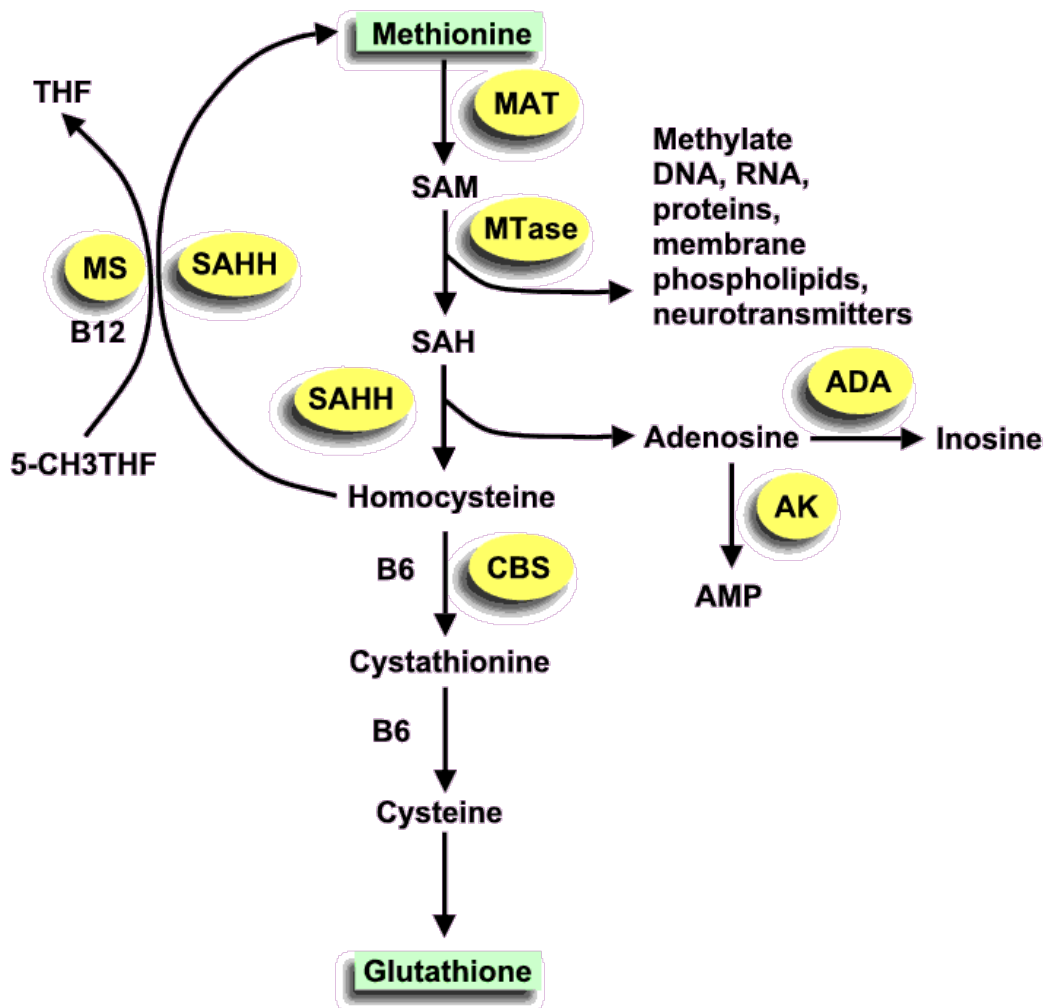 Methionine
THF
MAT
Methylate
DNA, RNA,
proteins,
membrane
phospholipids,
neurotransmitters
SAM
MTase
MS
SAHH
B12
SAH
SAHH
ADA
Adenosine
Inosine
5-CH3THF
Homocysteine
AK
B6
CBS
AMP
Cystathionine
B6
Cysteine
Glutathione